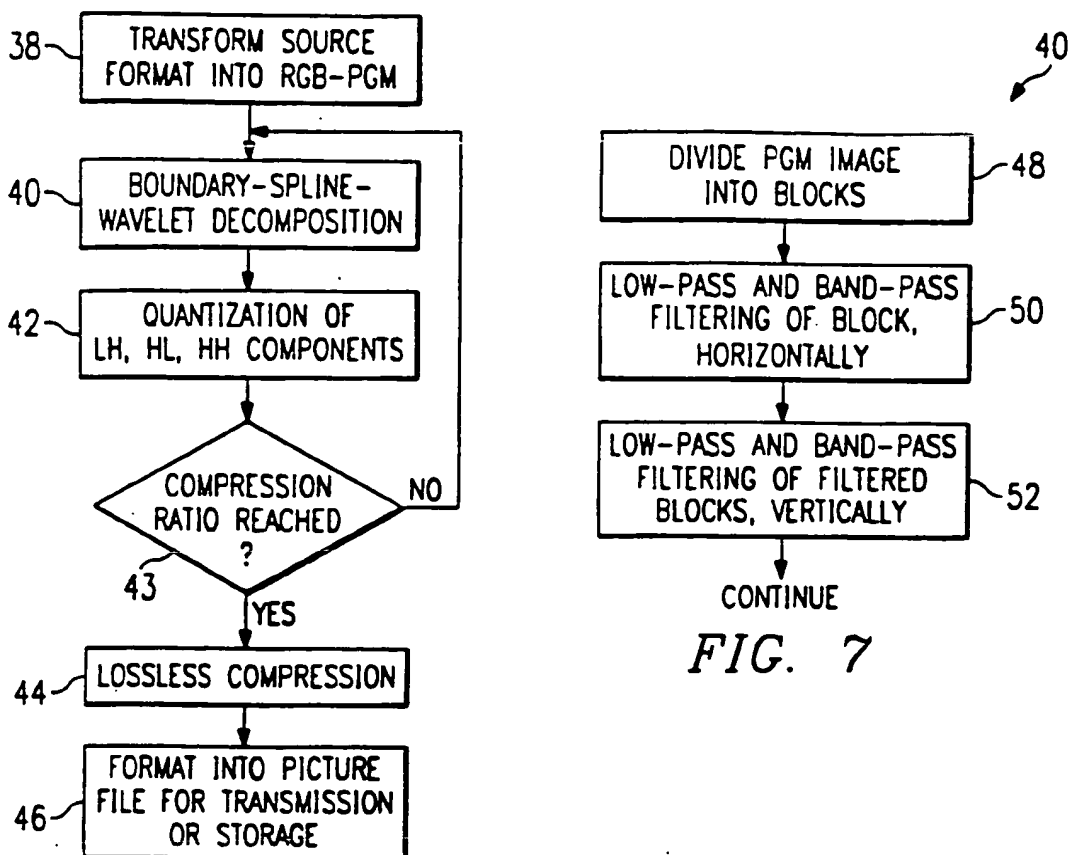 38
TRANSFORM SOURCE
FORMAT INTO RGB-PGM
40
BOUNDARY-SPLINE-
WAVELET DECOMPOSITION
42
QUANTIZATION OF
LH, HL, HH COMPONENTS
COMPRESSION
RATIO REACHED
?
NO
43
YES
44
LOSSLESS COMPRESSION
46
FORMAT INTO PICTURE
FILE FOR TRANSMISSION
OR STORAGE
40
DIVIDE PGM IMAGE
INTO BLOCKS
48
LOW-PASS AND BAND-PASS
FILTERING OF BLOCK,
HORIZONTALLY
50
LOW-PASS AND BAND-PASS
FILTERING OF FILTERED
BLOCKS, VERTICALLY
52
CONTINUE
FIG. 7